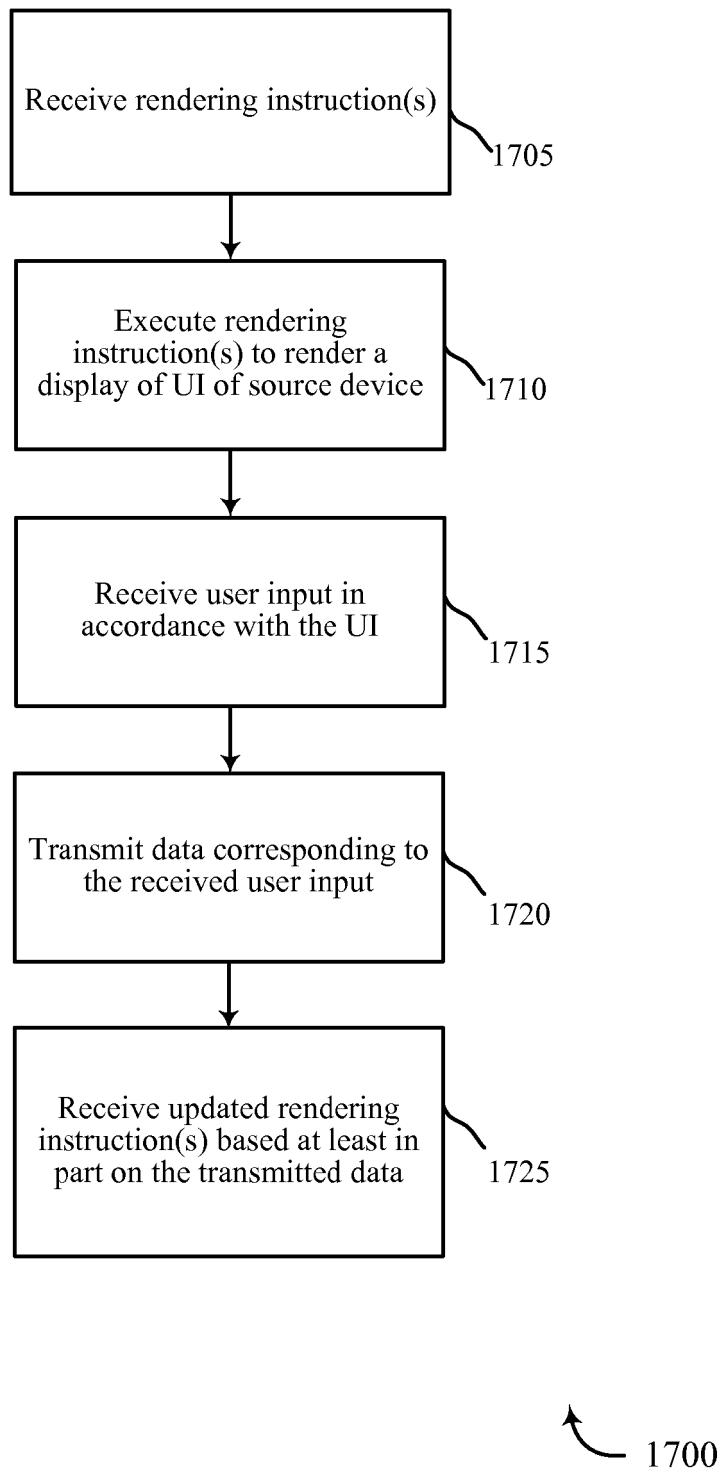 Receive rendering instruction(s)
1705
Execute rendering
instruction(s) to render a
display of UI of source device
1710
Receive user input in
accordance with the UI
1715
Transmit data corresponding to
the received user input
1720
Receive updated rendering
instruction(s) based at least in
part on the transmitted data
1725
1700